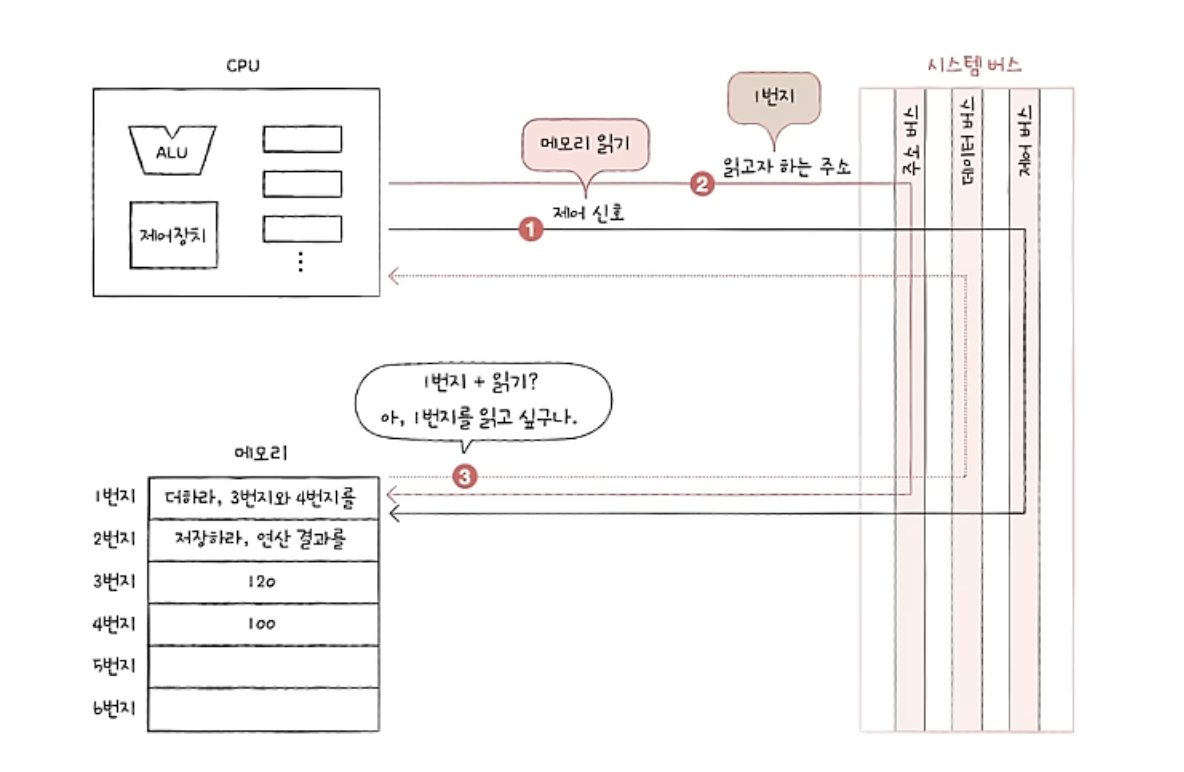 CPU
시스템 버스
1번지
메모리 읽기
ALU
읽고자 하는 주소
2
제어 신호
1
제어장치
주소 버스
데이터 버스
제어 버스
1번지 + 읽기?
아, 1번지를 읽고 싶구나.
3
메모리
1번지 더하라, 3번지와 4번지를
2번지 저장하라, 연산 결과를
3번지 120
4번지 100
5번지
6번지